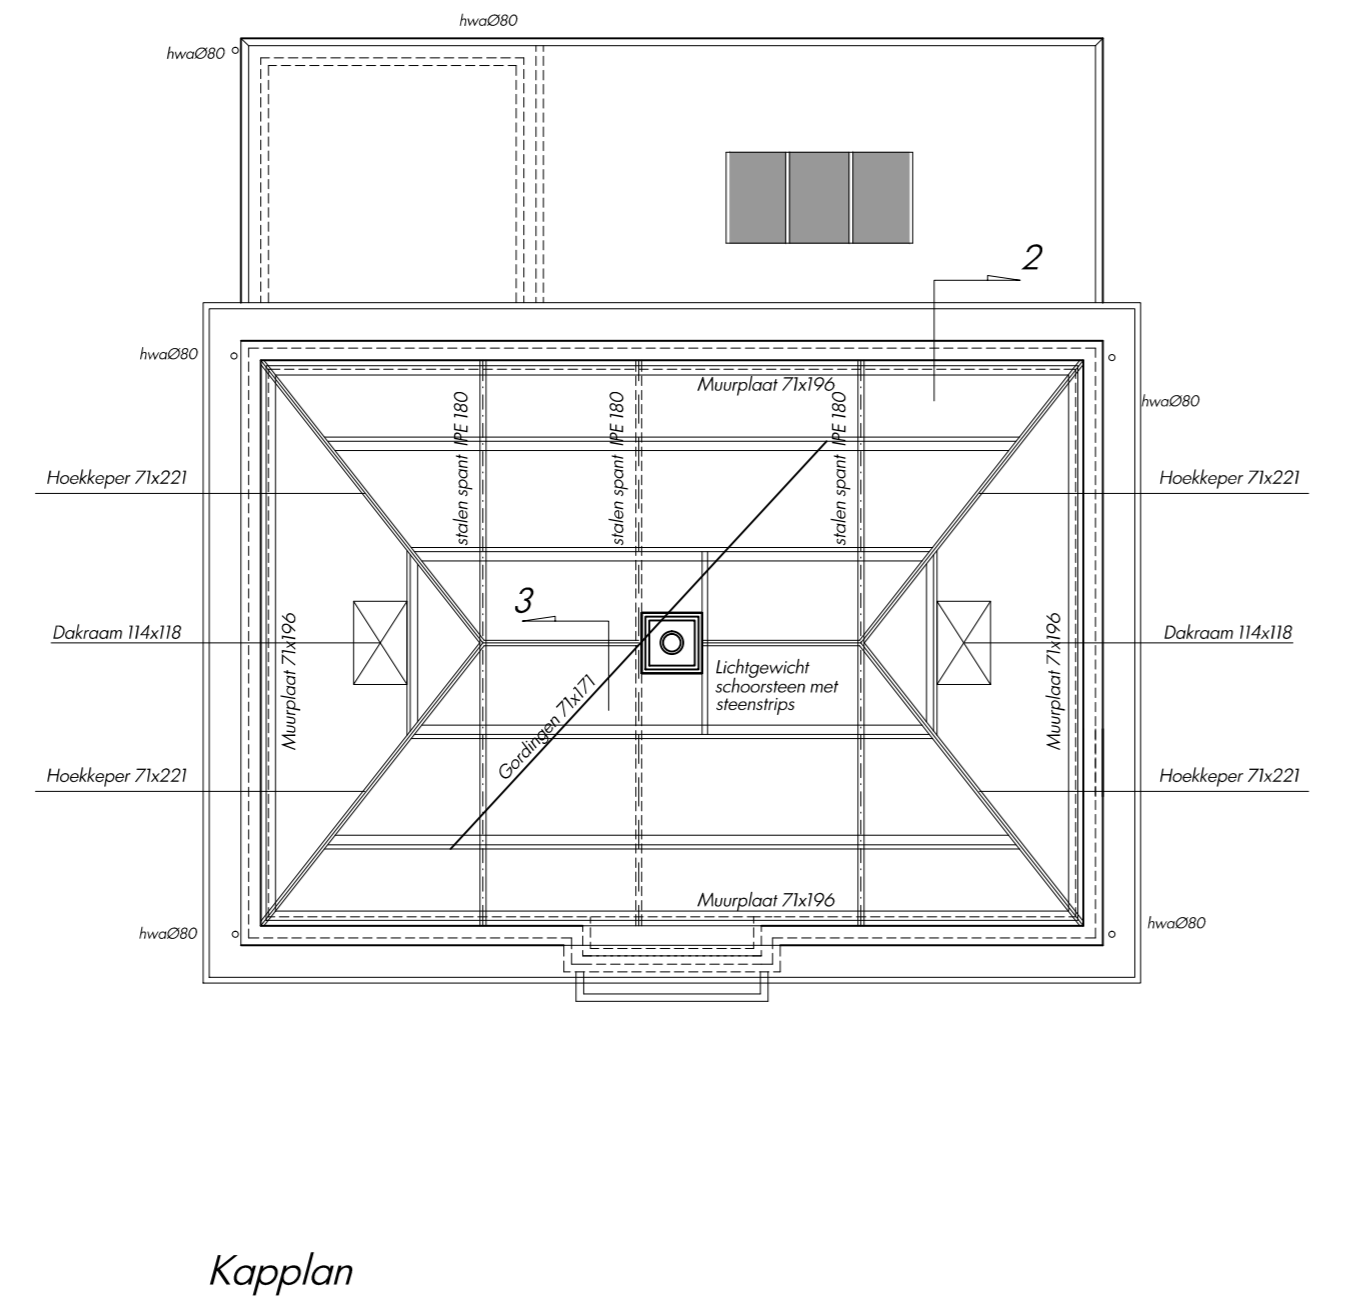 hwaØ80
hwaØ80
2
hwaØ80
Muurplaat 71x196
stalen spant IPE 180
stalen spant IPE 180
stalen spant IPE 180
hwaØ80
Hoekkeper 71x221
Hoekkeper 71x221
3
Dakraam 114x118
Muurplaat 71x196
Muurplaat 71x196
Dakraam 114x118
Lichtgewicht
schoorsteen met
steenstrips
Gordingen 71x171
Hoekkeper 71x221
Hoekkeper 71x221
Muurplaat 71x196
hwaØ80
hwaØ80
Kapplan